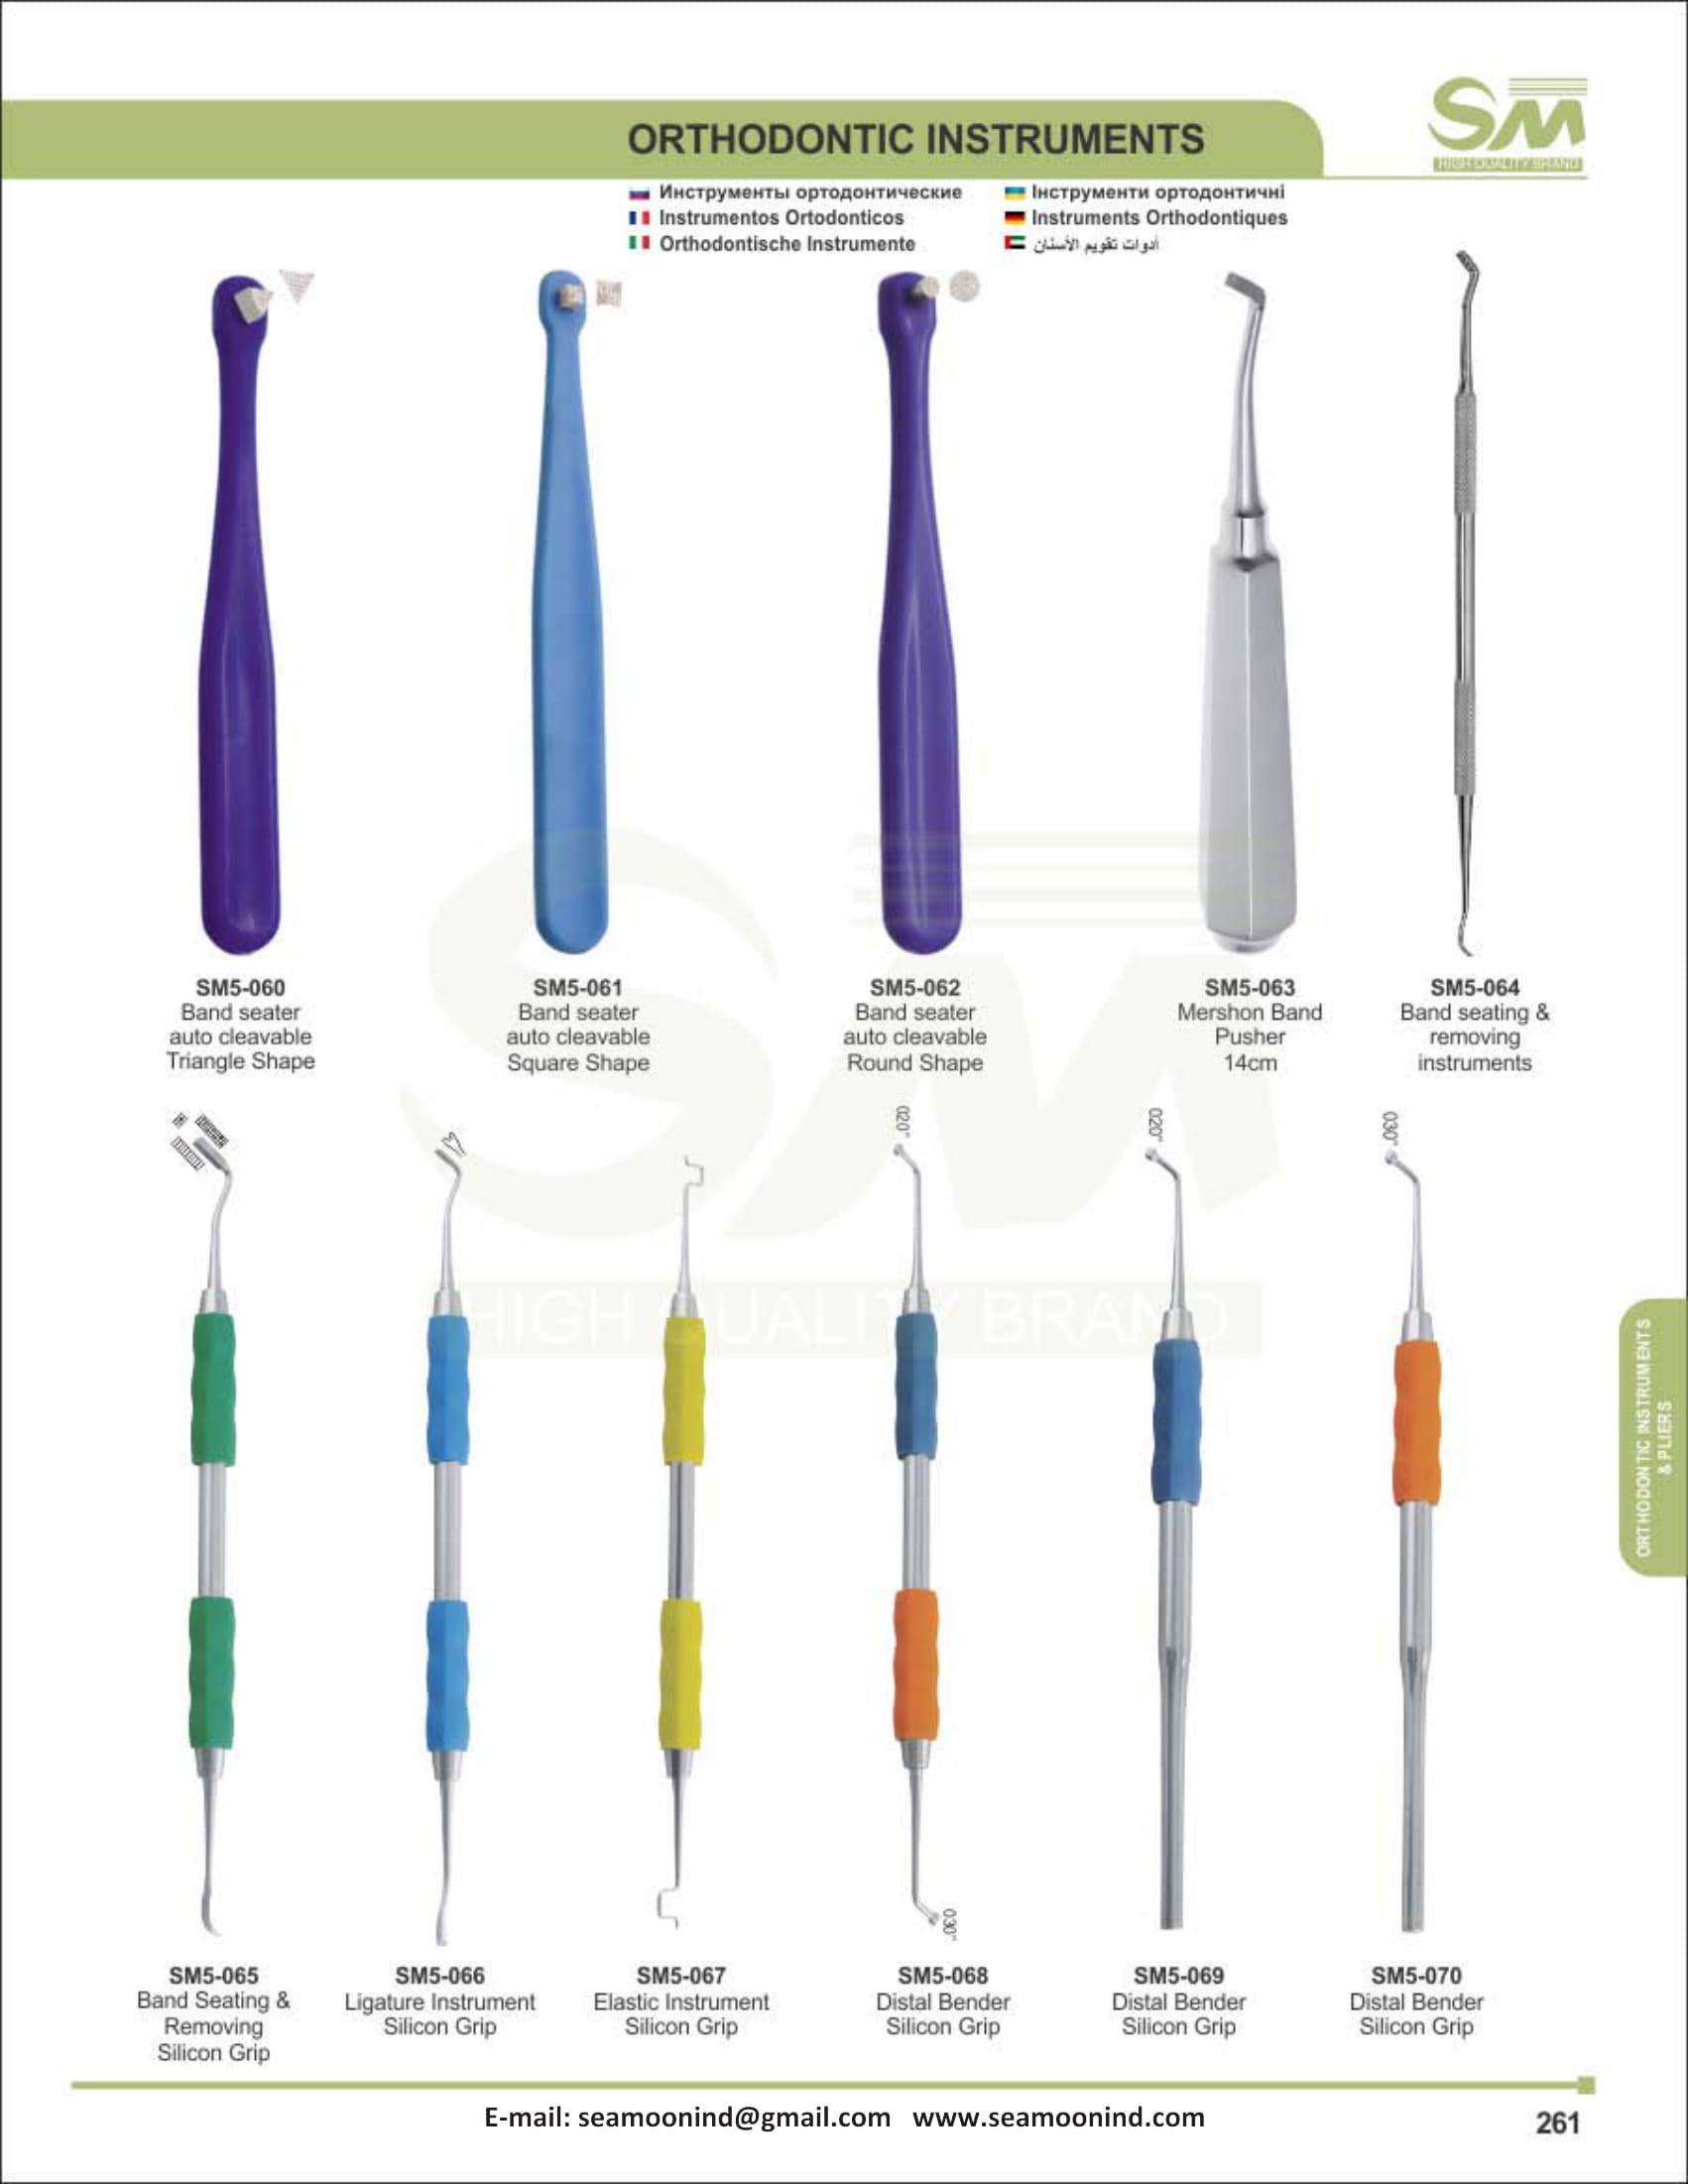 ORTHODONTIC INSTRUMENTS
SM
HIGH QUALITY BRAND
Инструменты ортодонтические
Інструменти ортодонтичні
Instrumentos Ortodonticos
Instruments Orthodontiques
Orthodontische Instrumente
أدوات تقويم الأسنان
SM5-060
Band seater
auto cleavable
Triangle Shape
SM5-061
Band seater
auto cleavable
Square Shape
SM5-062
Band seater
auto cleavable
Round Shape
SM5-063
Mershon Band
Pusher
14cm
SM5-064
Band seating &
removing
instruments
020"
020"
030"
SM
HIGH QUALITY BRAND
030"
SM5-065
Band Seating &
Removing
Silicon Grip
SM5-066
Ligature Instrument
Silicon Grip
SM5-067
Elastic Instrument
Silicon Grip
SM5-068
Distal Bender
Silicon Grip
SM5-069
Distal Bender
Silicon Grip
SM5-070
Distal Bender
Silicon Grip
ORTHODONTIC INSTRUMENTS
& PLIERS
E-mail: seamoonind@gmail.com www.seamoonind.com
261